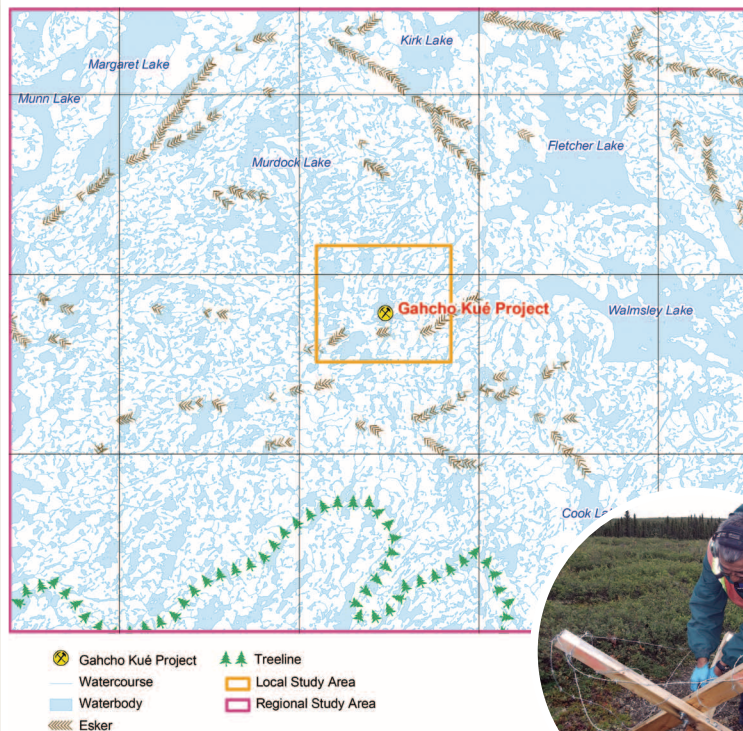 Kirk Lake
Margaret Lake
Munn Lake
Fletcher Lake
Murdock Lake
Gahcho Kué Project
Walmsley Lake
Cook
Gahcho Kué Project
Treeline
Watercourse
Local Study Area
Waterbody
Regional Study Area
Esker